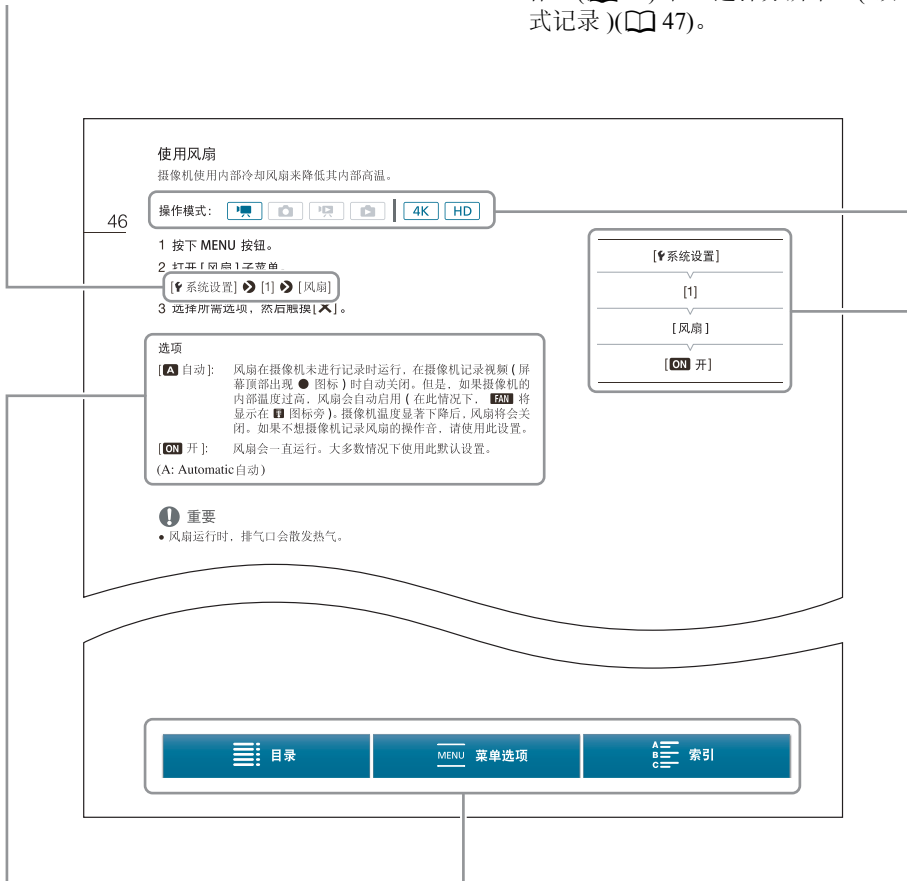 式记录 )( 47)。
使用风扇
摄像机使用内部冷却风扇来降低其内部高温。
操作模式： 4K HD
46
1 按下 MENU 按钮。
2 打开 [ 风扇 ] 子菜单。
[系统设置] [1] [风扇]
3 选择所需选项，然后触摸[X]。
[系统设置]
[1]
[风扇]
[ON 开]
选项
[A 自动]: 风扇在摄像机未进行记录时运行，在摄像机记录视频 ( 屏
幕顶部出现 ● 图标 ) 时自动关闭。但是，如果摄像机的
内部温度过高，风扇会自动启用 ( 在此情况下， FAN 将
显示在 图标旁 )。摄像机温度显著下降后，风扇将会关
闭。如果不想摄像机记录风扇的操作音，请使用此设置。
[ON 开]: 风扇会一直运行。大多数情况下使用此默认设置。
(A: Automatic自动)
重要
• 风扇运行时，排气口会散发热气。
目录
MENU 菜单选项
A B C 索引